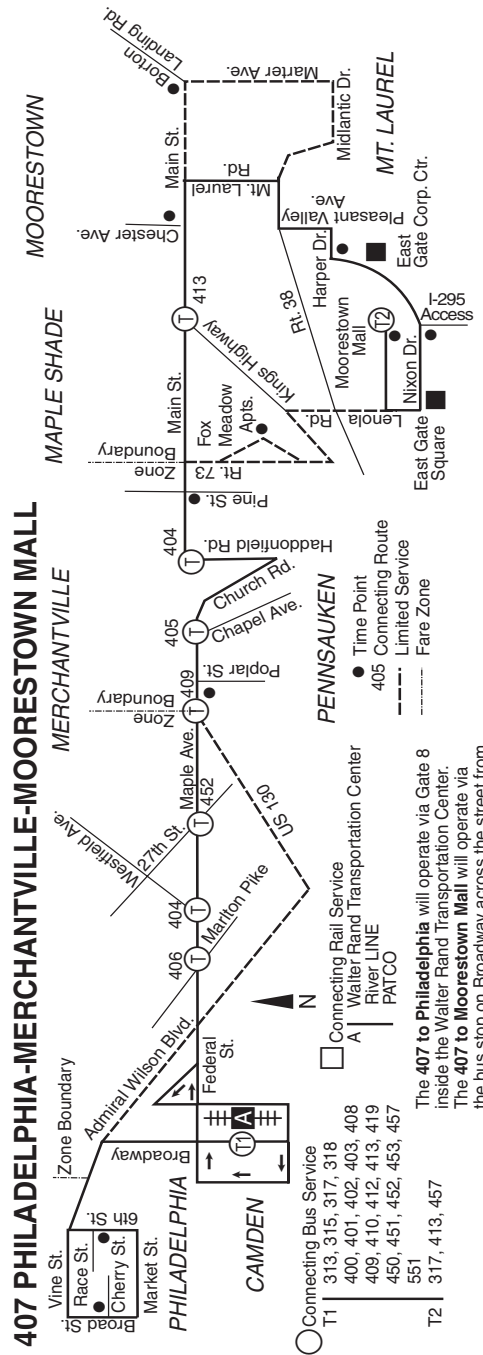 407 PHILADELPHIA-MERCHANTVILLE-MOORESTOWN MALL
Vine St.
Race St.
Cherry St.
Market St.
Broad St.
6th St.
Zone Boundary
PHILADELPHIA
CAMDEN
Broadway
Admiral Wilson Blvd.
Federal
St.
T1
A
406
Marlton Pike
404
Westfield Ave.
27th St.
452
Maple Ave.
US 130
MERCHANTVILLE
Zone
Boundary
T
409
Poplar St.
405
Chapel Ave.
Church Rd.
Haddonfield Rd.
PENNSAUKEN
404
Pine St.
MAPLE SHADE
Zone
Boundary
Rt. 73
Fox
Meadow
Apts.
Main St.
413
Kings Highway
Lenola
Rd.
Rt. 38
MOORESTOWN
Chester Ave.
Main St.
Borton
Landing Rd.
Marter Ave.
Midlantic Dr.
MT. LAUREL
Mt. Laurel
Rd.
Pleasant Valley
Ave.
Harper Dr.
East
Gate Corp. Ctr.
Moorestown
Mall
T2
Nixon Dr.
I-295
Access
East Gate
Square
N
Connecting Bus Service
T1 313, 315, 317, 318
400, 401, 402, 403, 408
409, 410, 412, 413, 419
450, 451, 452, 453, 457
551
T2 317, 413, 457
Connecting Rail Service
A Walter Rand Transportation Center
River LINE
PATCO
Time Point
405 Connecting Route
Limited Service
Fare Zone
The 407 to Philadelphia will operate via Gate 8
inside the Walter Rand Transportation Center.
The 407 to Moorestown Mall will operate via
the bus stop on Broadway across the street from